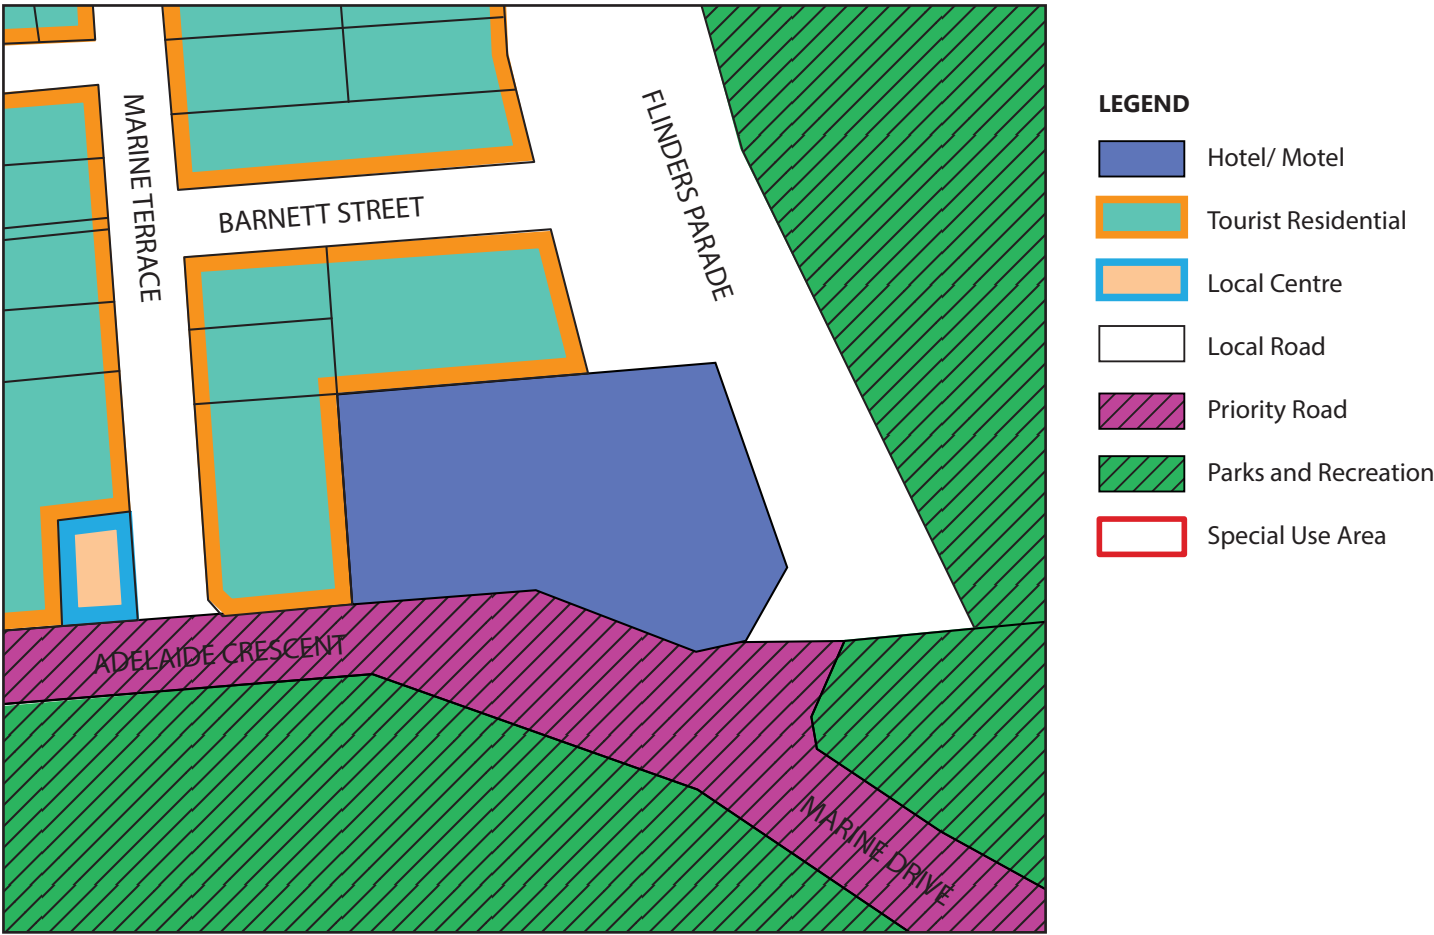 MARINE TERRACE
BARNETT STREET
FLINDERS PARADE
ADELAIDE CRESCENT
MARINE DRIVE
LEGEND
Hotel/ Motel
Tourist Residential
Local Centre
Local Road
Priority Road
Parks and Recreation
Special Use Area